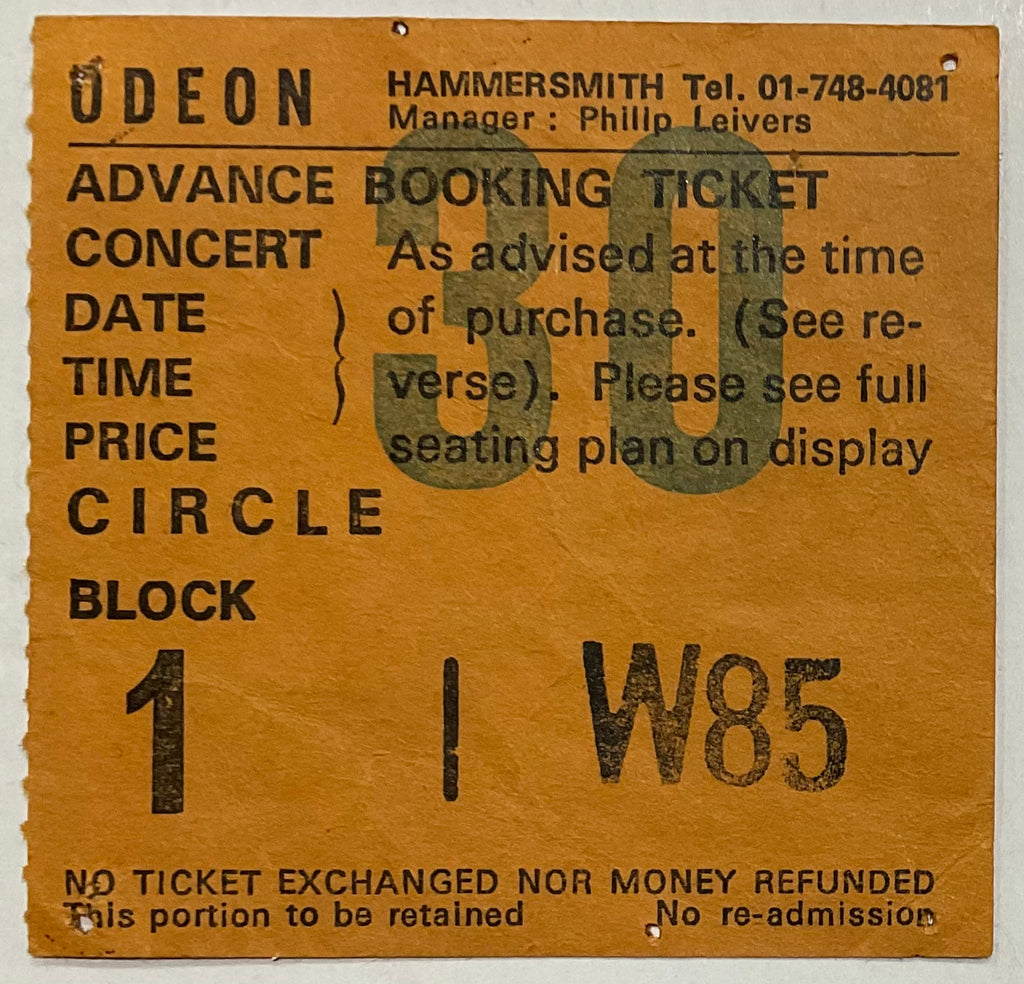 ODEON HAMMERSMITH Tel. 01-748-4081
Manager : Philip Leivers
30
ADVANCE BOOKING TICKET
CONCERT As advised at the time
DATE of purchase. (See re-
TIME verse). Please see full
PRICE seating plan on display
CIRCLE
BLOCK
1 | W85
NO TICKET EXCHANGED NOR MONEY REFUNDED
This portion to be retained No re-admission